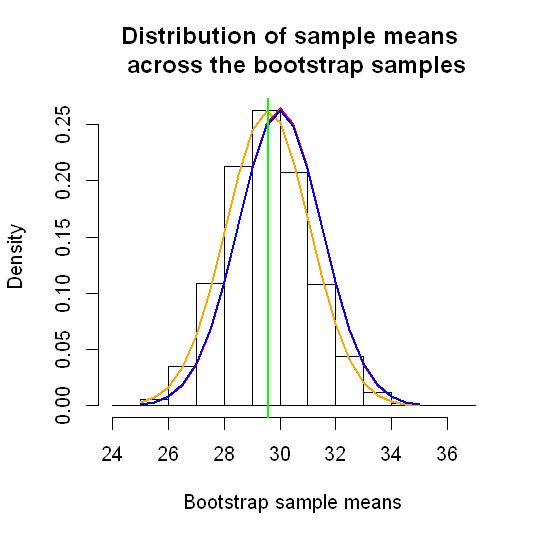 Distribution of sample means
across the bootstrap samples
Density
0.25
0.20
0.15
0.10
0.05
0.00
24 26 28 30 32 34 36
Bootstrap sample means